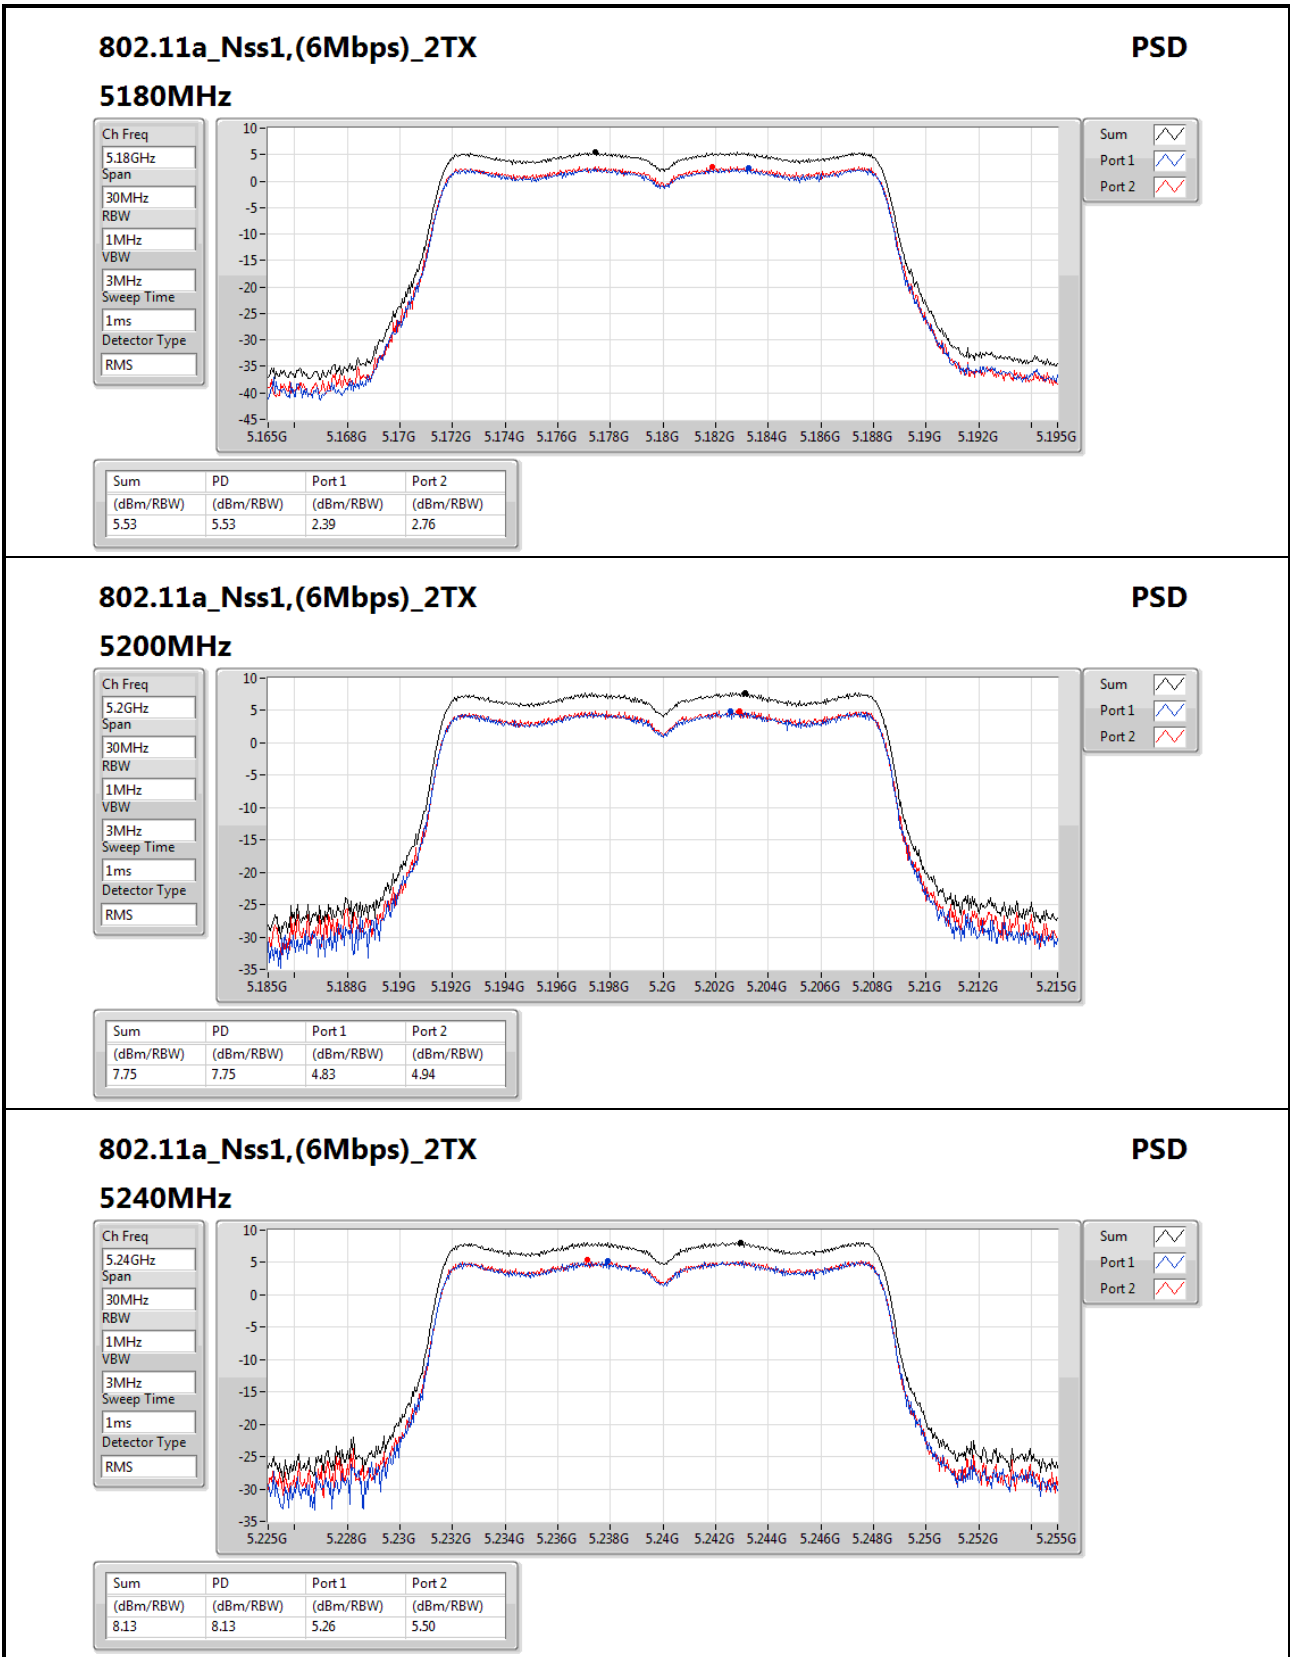 802.11a_Nss1,(6Mbps)_2TX PSD
5180MHz
Ch Freq
5.18GHz
Span
30MHz
RBW
1MHz
VBW
3MHz
Sweep Time
1ms
Detector Type
RMS
10
5
0
-5
-10
-15
-20
-25
-30
-35
-40
-45
5.165G 5.168G 5.17G 5.172G 5.174G 5.176G 5.178G 5.18G 5.182G 5.184G 5.186G 5.188G 5.19G 5.192G 5.195G
Sum
Port 1
Port 2
Sum PD Port 1 Port 2
(dBm/RBW) (dBm/RBW) (dBm/RBW) (dBm/RBW)
5.53 5.53 2.39 2.76
802.11a_Nss1,(6Mbps)_2TX PSD
5200MHz
Ch Freq
5.2GHz
Span
30MHz
RBW
1MHz
VBW
3MHz
Sweep Time
1ms
Detector Type
RMS
10
5
0
-5
-10
-15
-20
-25
-30
-35
5.185G 5.188G 5.19G 5.192G 5.194G 5.196G 5.198G 5.2G 5.202G 5.204G 5.206G 5.208G 5.21G 5.212G 5.215G
Sum
Port 1
Port 2
Sum PD Port 1 Port 2
(dBm/RBW) (dBm/RBW) (dBm/RBW) (dBm/RBW)
7.75 7.75 4.83 4.94
802.11a_Nss1,(6Mbps)_2TX PSD
5240MHz
Ch Freq
5.24GHz
Span
30MHz
RBW
1MHz
VBW
3MHz
Sweep Time
1ms
Detector Type
RMS
10
5
0
-5
-10
-15
-20
-25
-30
-35
5.225G 5.228G 5.23G 5.232G 5.234G 5.236G 5.238G 5.24G 5.242G 5.244G 5.246G 5.248G 5.25G 5.252G 5.255G
Sum
Port 1
Port 2
Sum PD Port 1 Port 2
(dBm/RBW) (dBm/RBW) (dBm/RBW) (dBm/RBW)
8.13 8.13 5.26 5.50